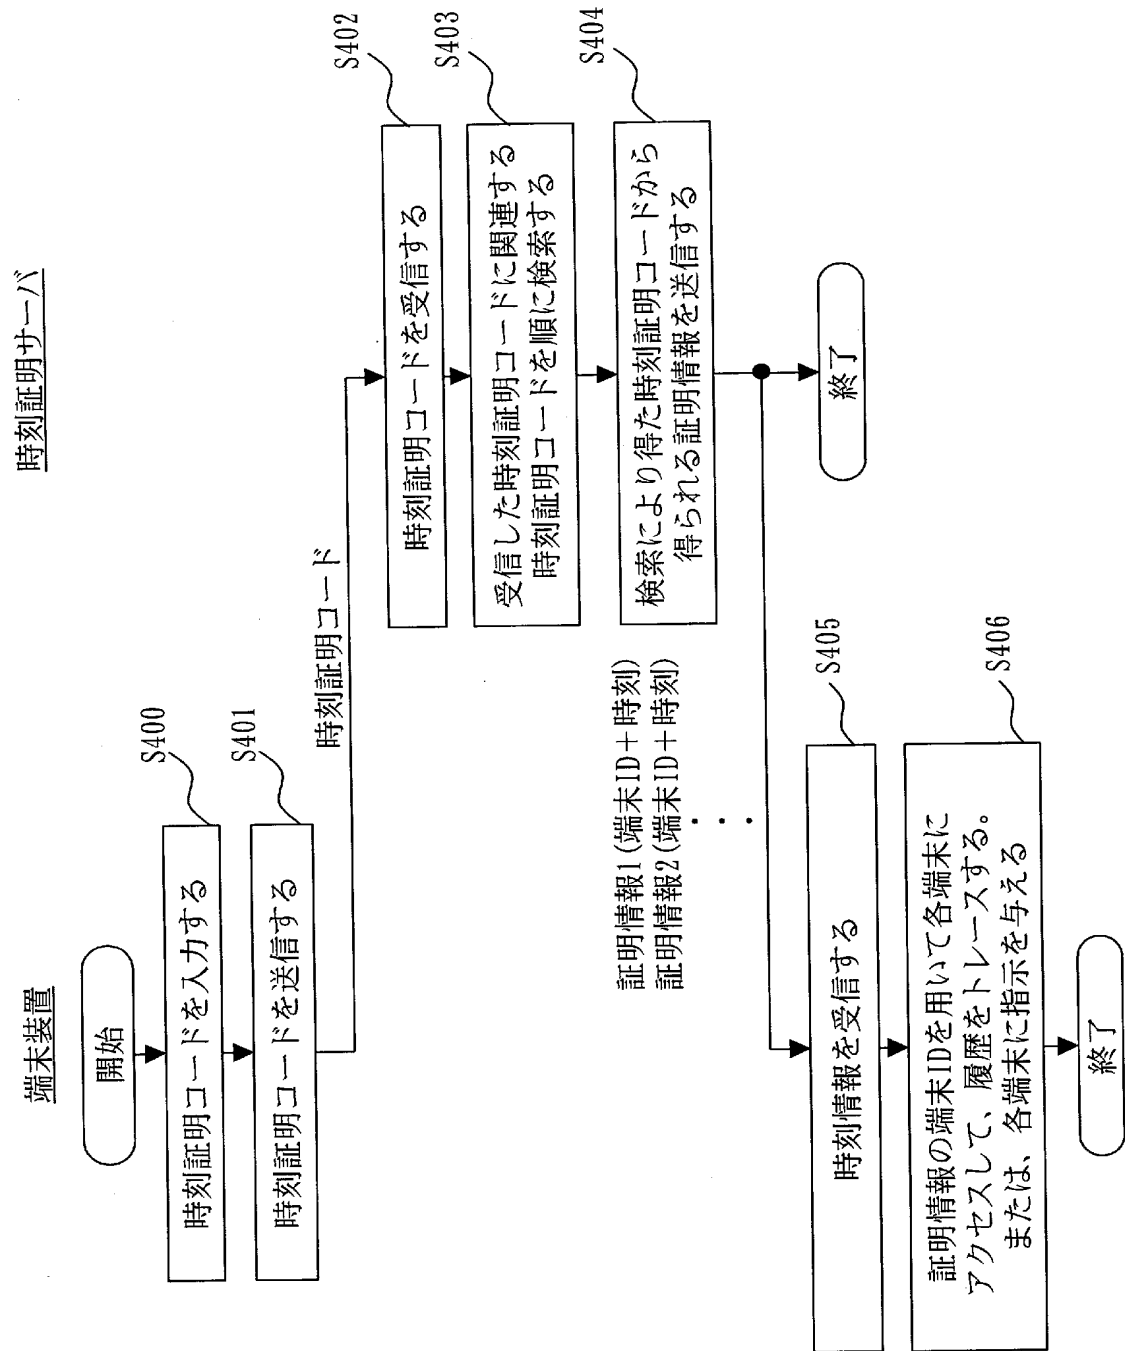 端末装置
時刻証明サーバ
開始
時刻証明コードを入力する
S400
時刻証明コードを送信する
S401
時刻証明コード
時刻証明コードを受信する
S402
受信した時刻証明コードに関連する
時刻証明コードを順に検索する
S403
検索により得た時刻証明コードから
得られる証明情報を送信する
S404
証明情報1(端末ID+時刻)
証明情報2(端末ID+時刻)
・・・
終了
時刻情報を受信する
S405
証明情報の端末IDを用いて各端末に
アクセスして、履歴をトレースする。
または、各端末に指示を与える
S406
終了